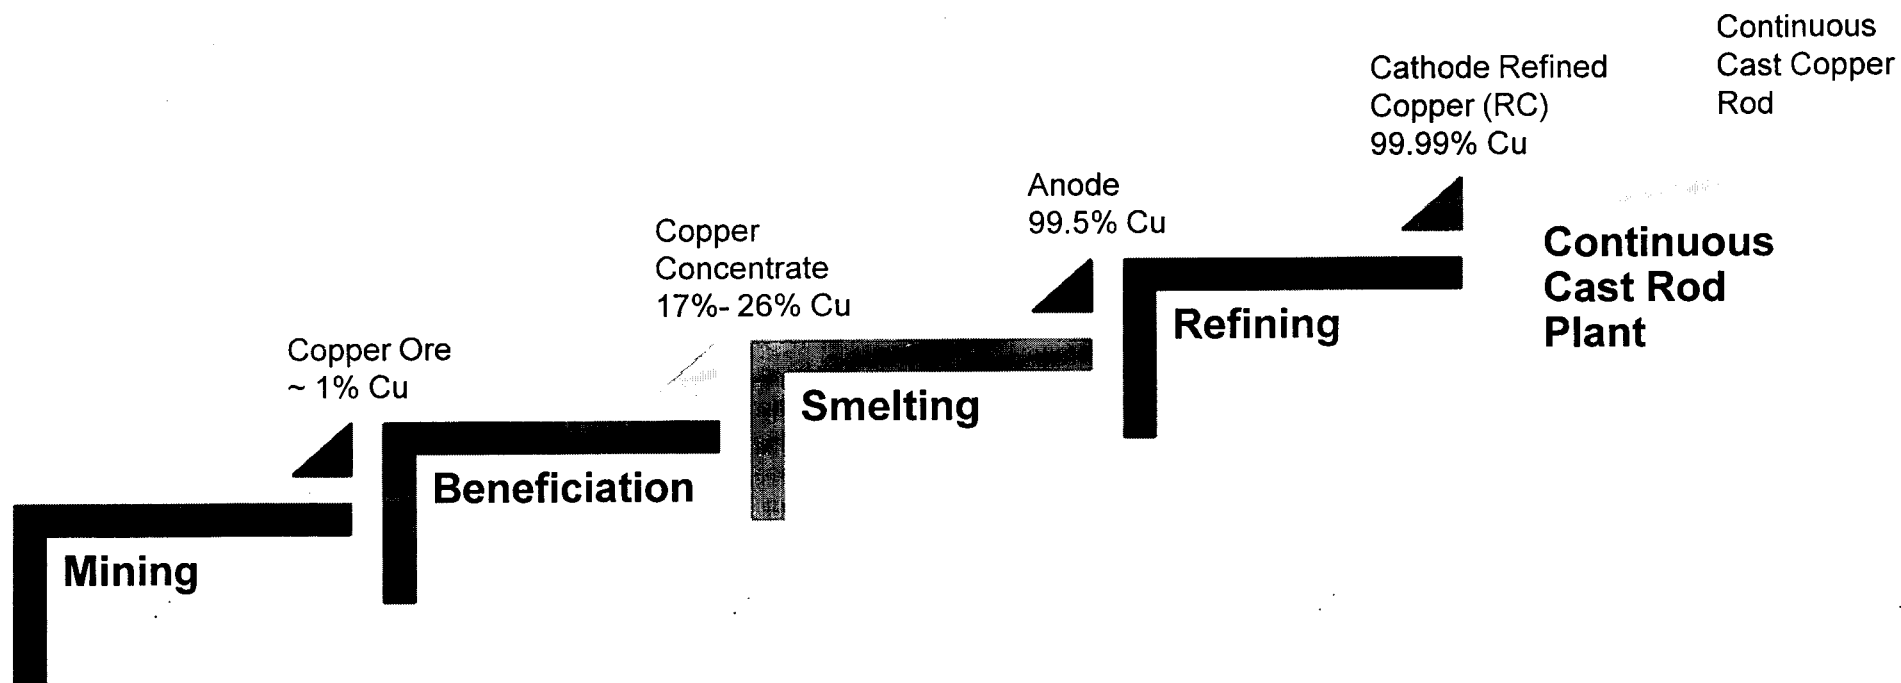 Copper Ore
~ 1% Cu
Mining
Copper
Concentrate
17%- 26% Cu
Beneficiation
Anode
99.5% Cu
Smelting
Cathode Refined
Copper (RC)
99.99% Cu
Refining
Continuous
Cast Copper
Rod
Continuous
Cast Rod
Plant